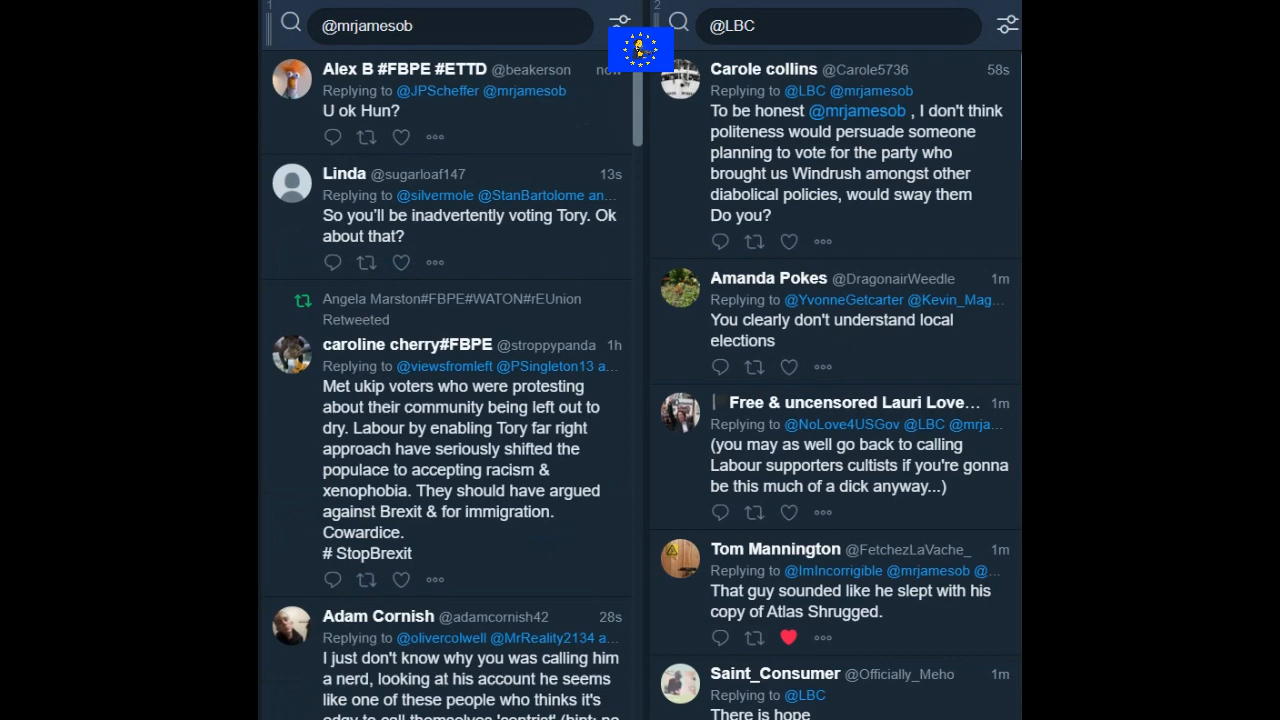 1
@mrjamesob
Alex B #FBPE #ETTD @beakerson now
Replying to @JPScheffer @mrjamesob
U ok Hun?
Linda @sugarloaf147 13s
Replying to @silvermole @StanBartolome an...
So you’ll be inadvertently voting Tory. Ok
about that?
Angela Marston#FBPE#WATON#rEUnion
Retweeted
caroline cherry#FBPE @stroppypanda 1h
Replying to @viewsfromleft @PSingleton13 a...
Met ukip voters who were protesting
about their community being left out to
dry. Labour by enabling Tory far right
approach have seriously shifted the
populace to accepting racism &
xenophobia. They should have argued
against Brexit & for immigration.
Cowardice.
# StopBrexit
Adam Cornish @adamcornish42 28s
Replying to @olivercolwell @MrReality2134 a...
I just don't know why you was calling him
a nerd, looking at his account he seems
like one of these people who thinks it's
edgy to call themselves 'centrist' (hint: no
2
@LBC
Carole collins @Carole5736 58s
Replying to @LBC @mrjamesob
To be honest @mrjamesob , I don't think
politeness would persuade someone
planning to vote for the party who
brought us Windrush amongst other
diabolical policies, would sway them
Do you?
Amanda Pokes @DragonairWeedle 1m
Replying to @YvonneGetcarter @Kevin_Mag...
You clearly don't understand local
elections
Free & uncensored Lauri Love... 1m
Replying to @NoLove4USGov @LBC @mrja...
(you may as well go back to calling
Labour supporters cultists if you're gonna
be this much of a dick anyway...)
Tom Mannington @FetchezLaVache_ 1m
Replying to @ImIncorrigible @mrjamesob @...
That guy sounded like he slept with his
copy of Atlas Shrugged.
Saint_Consumer @Officially_Meho 1m
Replying to @LBC
There is hope